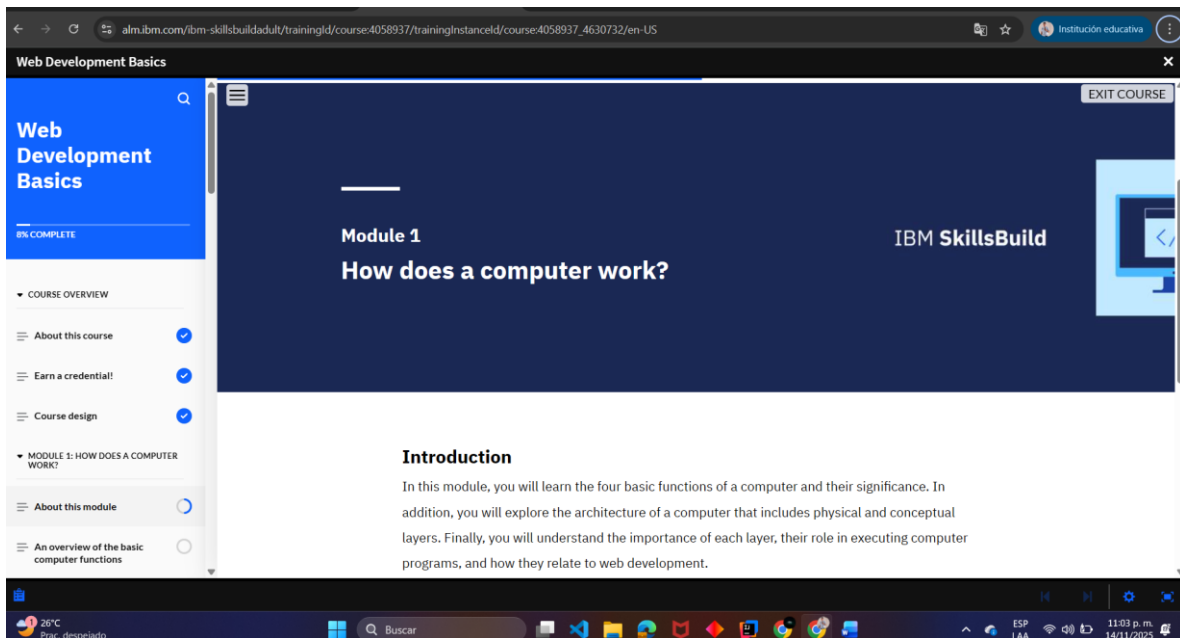 alm.ibm.com/ibm-skillsbuildadult/trainingId/course:4058937/trainingInstanceId/course:4058937_4630732/en-US
Institución educativa
Web Development Basics
EXIT COURSE
Web
Development
Basics
8% COMPLETE
COURSE OVERVIEW
About this course
Earn a credential!
Course design
MODULE 1: HOW DOES A COMPUTER
WORK?
About this module
An overview of the basic
computer functions
Module 1
How does a computer work?
IBM SkillsBuild
</
Introduction
In this module, you will learn the four basic functions of a computer and their significance. In
addition, you will explore the architecture of a computer that includes physical and conceptual
layers. Finally, you will understand the importance of each layer, their role in executing computer
programs, and how they relate to web development.
1
26°C
Prac. despejado
Buscar
ESP
LAA
11:03 p. m.
14/11/2025